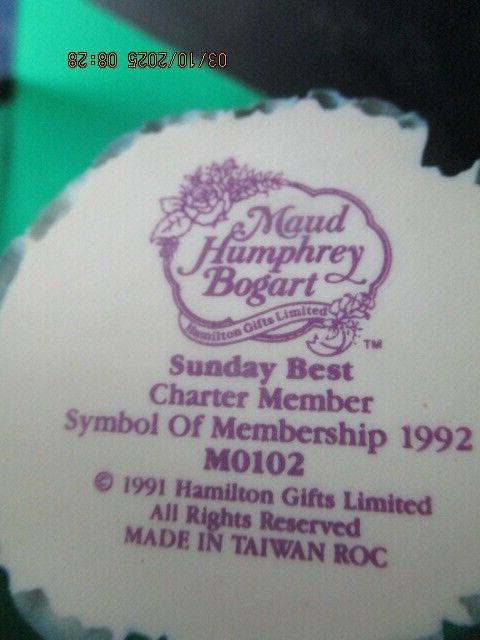 03/10/2025 08:28
Maud
Humphrey
Bogart
Hamilton Gifts Limited
TM
Sunday Best
Charter Member
Symbol Of Membership 1992
M0102
© 1991 Hamilton Gifts Limited
All Rights Reserved
MADE IN TAIWAN ROC